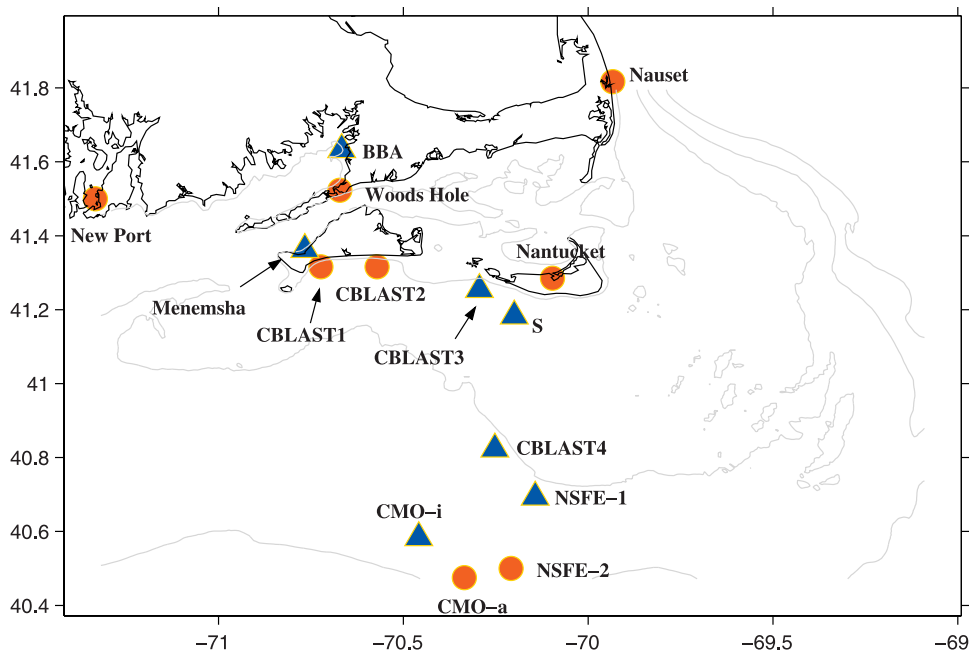 41.8
41.6
41.4
41.2
41
40.8
40.6
40.4
Nauset
BBA
Woods Hole
New Port
Nantucket
Menemsha
CBLAST2
CBLAST1
CBLAST3
S
CBLAST4
NSFE−1
CMO−i
NSFE−2
CMO−a
−71
−70.5
−70
−69.5
−69